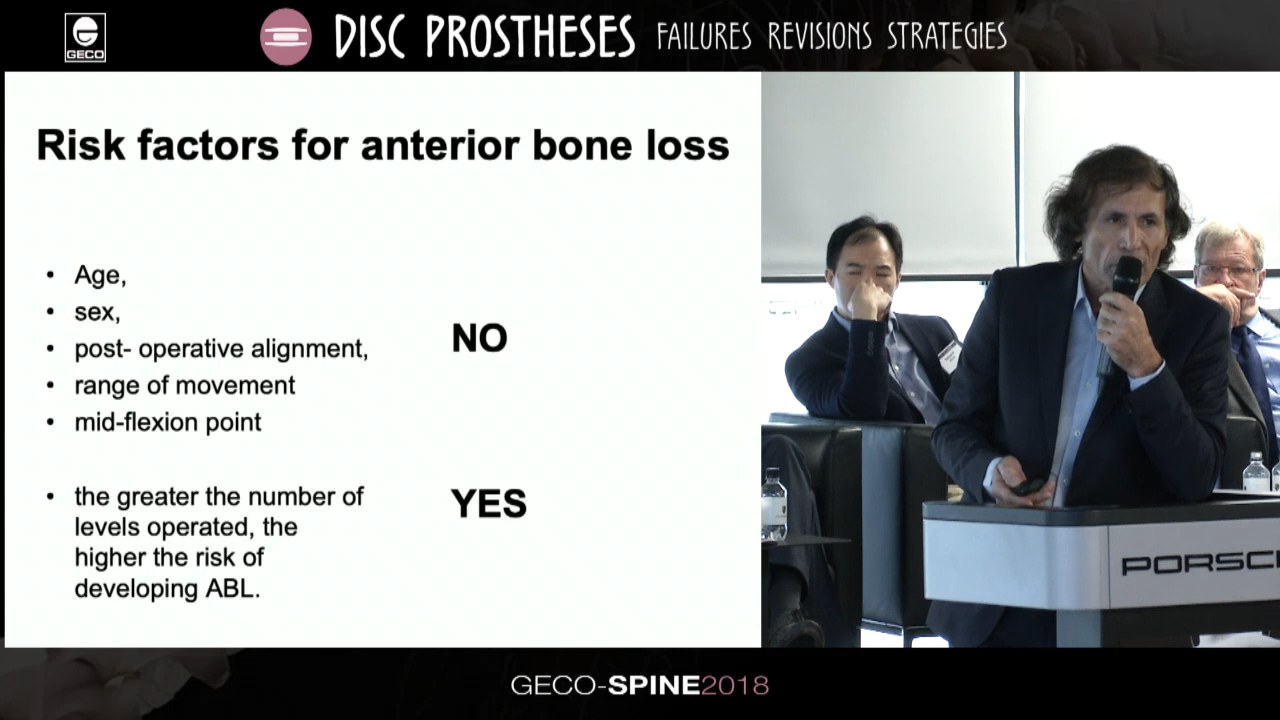 GECO
DISC PROSTHESES FAILURES REVISIONS STRATEGIES
Risk factors for anterior bone loss
• Age,
• sex,
• post- operative alignment,
• range of movement
• mid-flexion point
NO
• the greater the number of
levels operated, the
higher the risk of
developing ABL.
YES
PORSC
GECO-SPINE2018